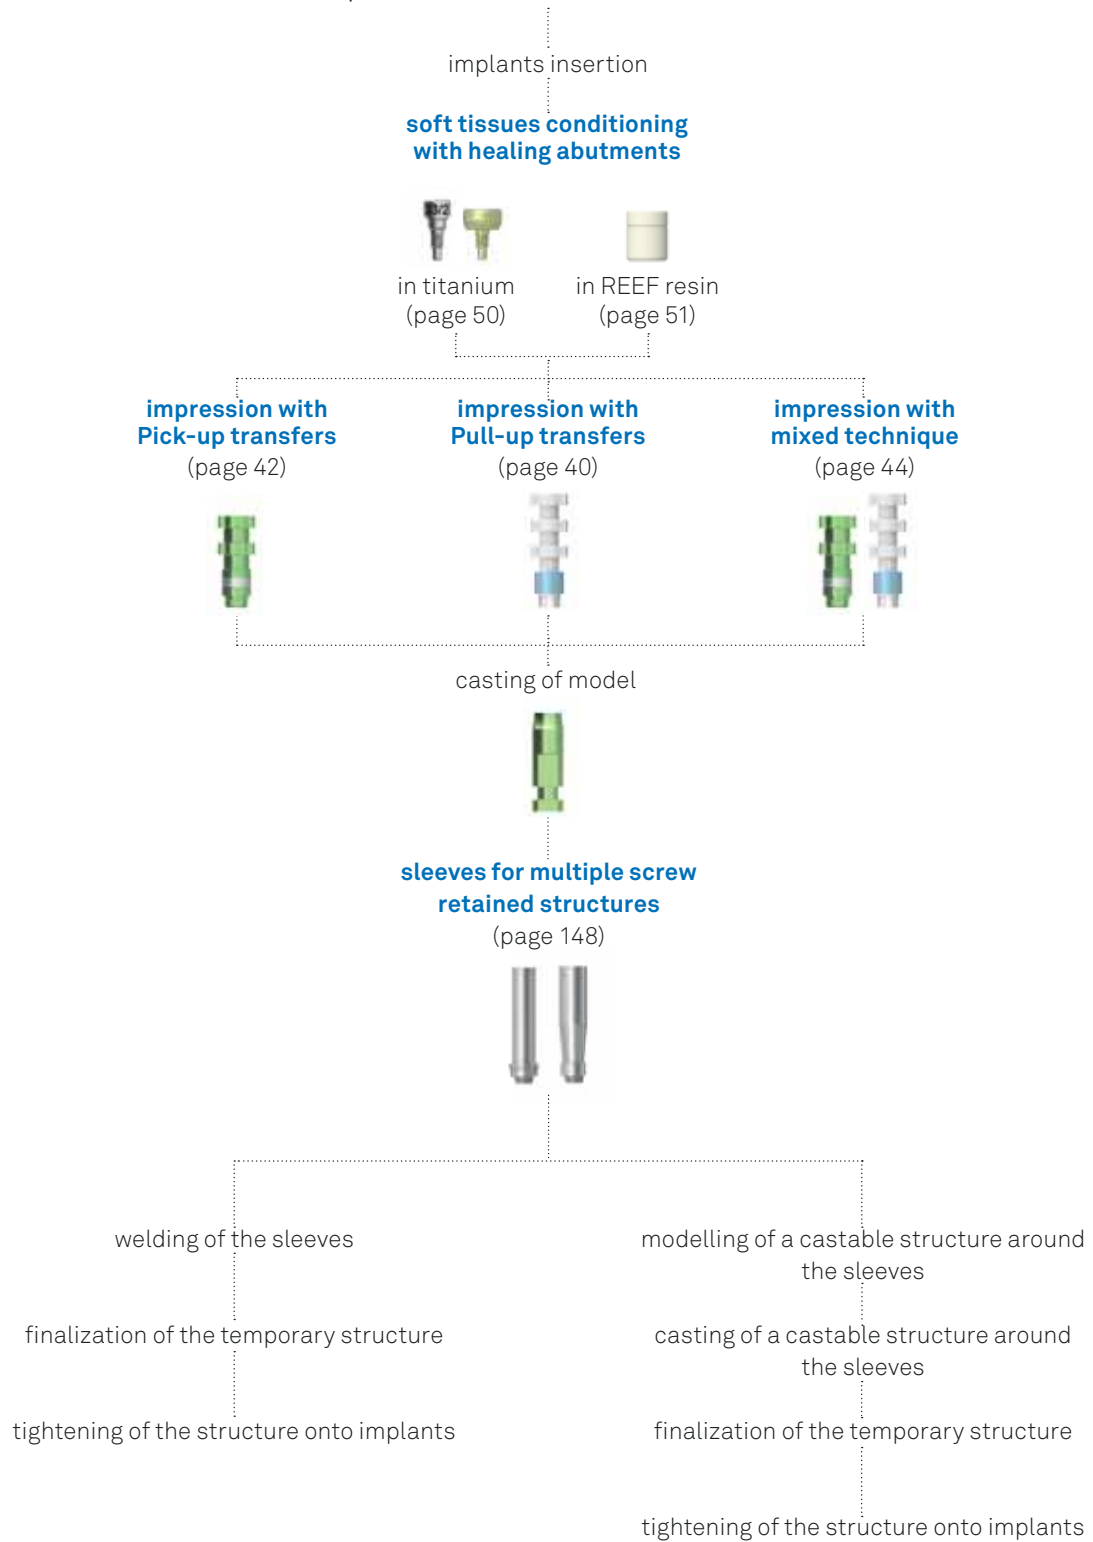 implants insertion
soft tissues conditioning
with healing abutments
3/2
in titanium
(page 50)
in REEF resin
(page 51)
impression with
Pick-up transfers
(page 42)
impression with
Pull-up transfers
(page 40)
impression with
mixed technique
(page 44)
casting of model
sleeves for multiple screw
retained structures
(page 148)
welding of the sleeves
finalization of the temporary structure
tightening of the structure onto implants
modelling of a castable structure around
the sleeves
casting of a castable structure around
the sleeves
finalization of the temporary structure
tightening of the structure onto implants